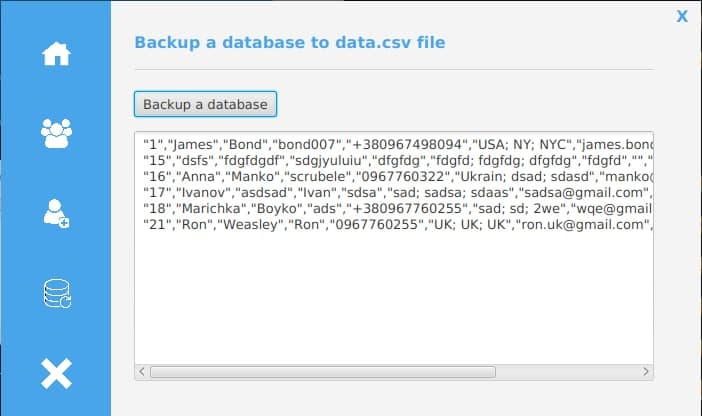 X
Backup a database to data.csv file
Backup a database
"1","James","Bond","bond007","+380967498094","USA; NY; NYC","james.bond
"15","dsfs","fdgfdgdf","sdgjyuluiu","dfgfdg","fdgfd; fdgfdg; dfgfdg","fdgfd","",
"16","Anna","Manko","scrubele","0967760322","Ukrain; dsad; sdasd","manko
"17","Ivanov","asdsad","Ivan","sdsa","sad; sadsa; sdaas","sadsa@gmail.com",
"18","Marichka","Boyko","ads","+380967760255","sad; sd; 2we","wqe@gmail
"21","Ron","Weasley","Ron","0967760255","UK; UK; UK","ron.uk@gmail.com",